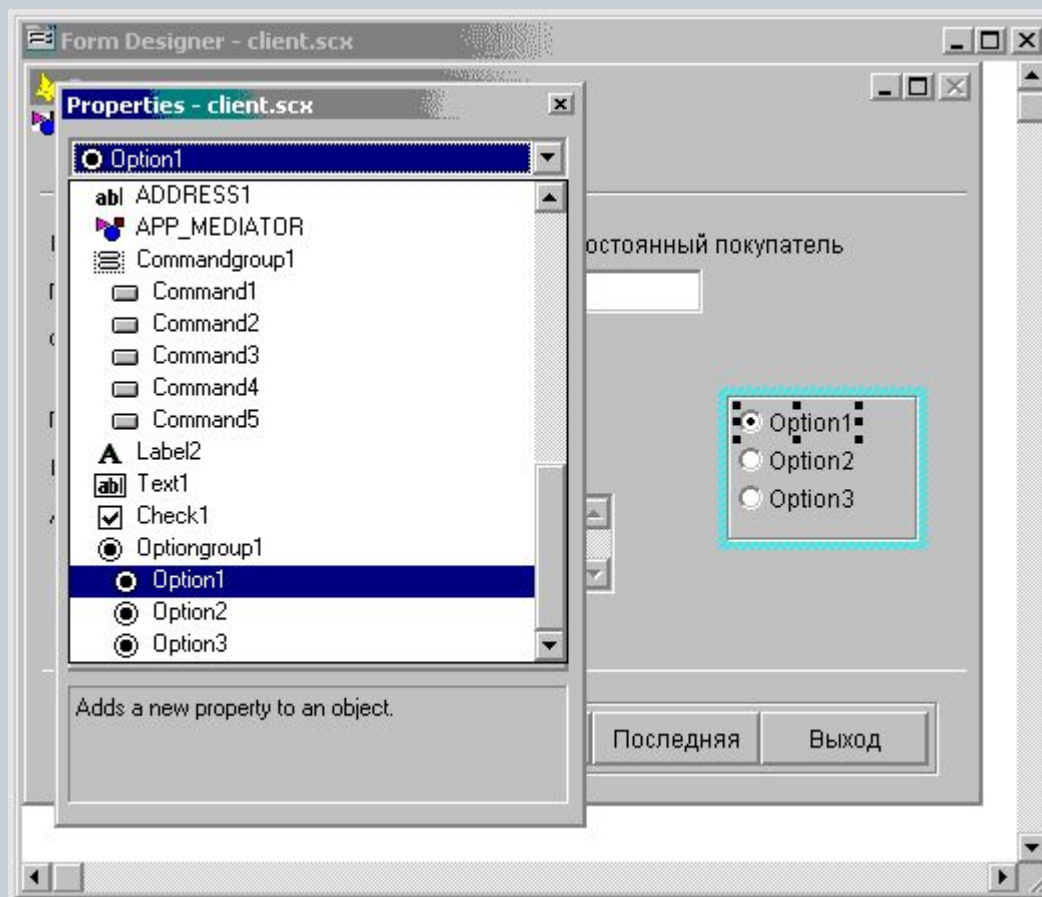 Form Designer - client.scx
Properties - client.scx
Option1
ADDRESS1
APP_MEDIATOR
Commandgroup1
Command1
Command2
Command3
Command4
Command5
Label2
Text1
Check1
Optiongroup1
Option1
Option2
Option3
Adds a new property to an object.
остоянный покупатель
Option1
Option2
Option3
Последняя
Выход